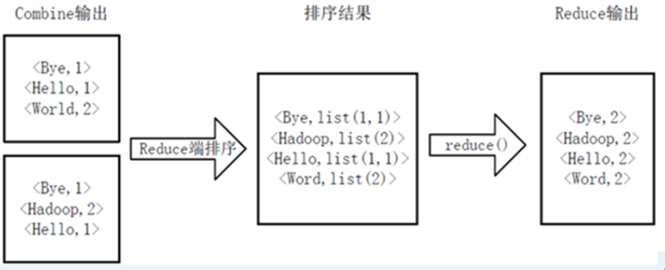 Combine输出
排序结果
Reduce输出
<Bye,1>
<Hello,1>
<World,2>
<Bye,1>
<Hadoop,2>
<Hello,1>
Reduce端排序
<Bye,list(1,1)>
<Hadoop,list(2)>
<Hello,list(1,1)>
<Word,list(2)>
reduce()
<Bye,2>
<Hadoop,2>
<Hello,2>
<Word,2>